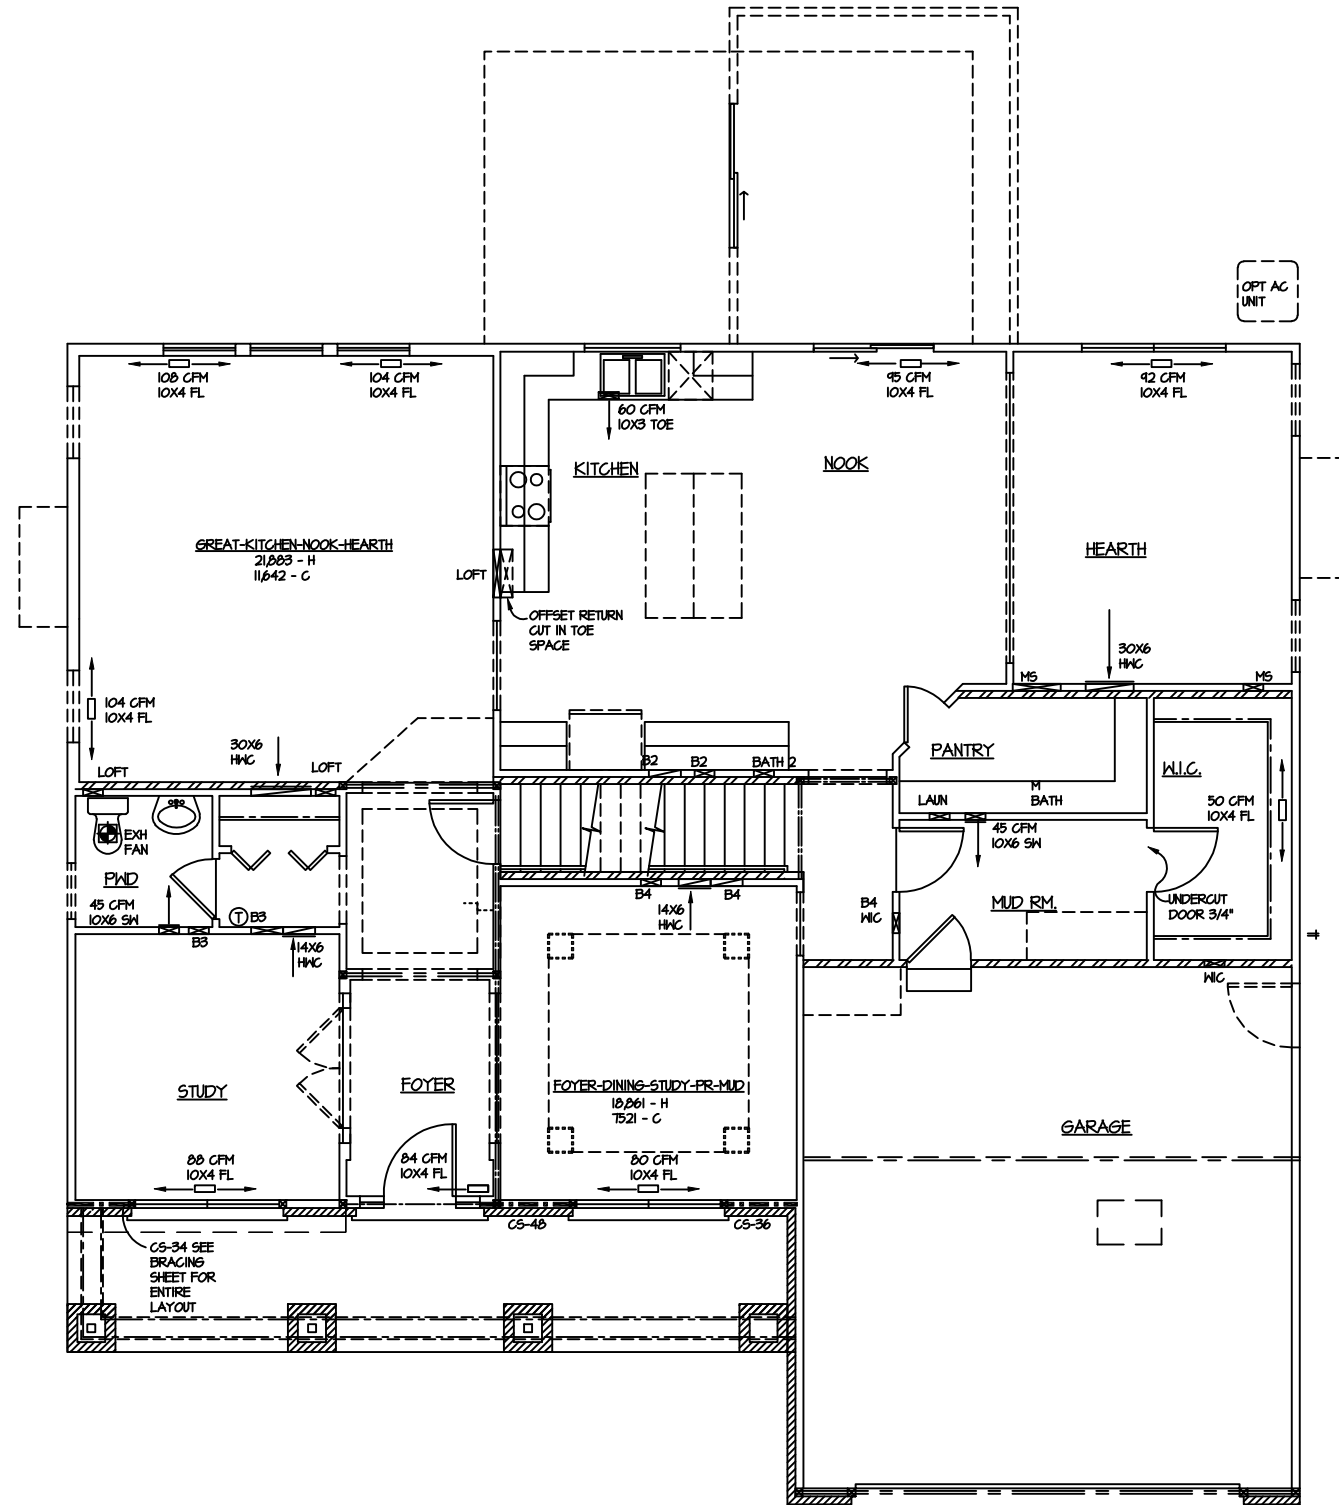 OPT AC
UNIT
108 CFM
10X4 FL
104 CFM
10X4 FL
60 CFM
10X3 TOE
95 CFM
10X4 FL
92 CFM
10X4 FL
KITCHEN
NOOK
GREAT-KITCHEN-NOOK-HEARTH
21,883 - H
11,642 - C
LOFT
HEARTH
OFFSET RETURN
CUT IN TOE
SPACE
30X6
HWC
MS
MS
104 CFM
10X4 FL
30X6
HWC
LOFT
LOFT
B2
B2
BATH 2
PANTRY
W.I.C.
LAUN
M
BATH
50 CFM
10X4 FL
EXH
FAN
45 CFM
10X6 SW
PWD
45 CFM
10X6 SW
T
B3
B3
14X6
HWC
B4
B4
14X6
HWC
B4
WIC
MUD RM.
UNDERCUT
DOOR 3/4"
WIC
STUDY
FOYER
FOYER-DINING-STUDY-PR-MUD
18,861 - H
7521 - C
GARAGE
88 CFM
10X4 FL
84 CFM
10X4 FL
80 CFM
10X4 FL
CS-48
CS-36
CS-34 SEE
BRACING
SHEET FOR
ENTIRE
LAYOUT